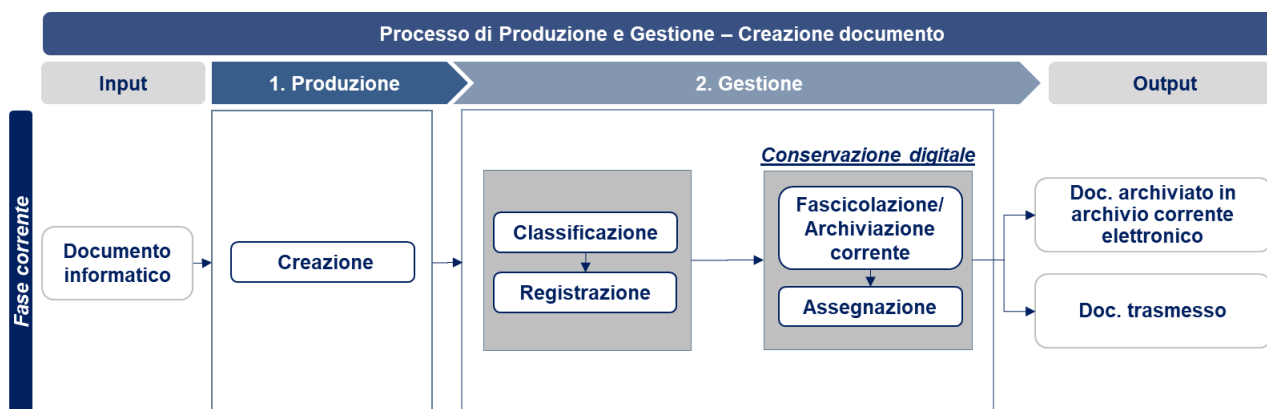 Processo di Produzione e Gestione – Creazione documento
Input
1. Produzione
2. Gestione
Output
Fase corrente
Documento
informatico
Creazione
Classificazione
Registrazione
Conservazione digitale
Fascicolazione/
Archiviazione
corrente
Assegnazione
Doc. archiviato in
archivio corrente
elettronico
Doc. trasmesso